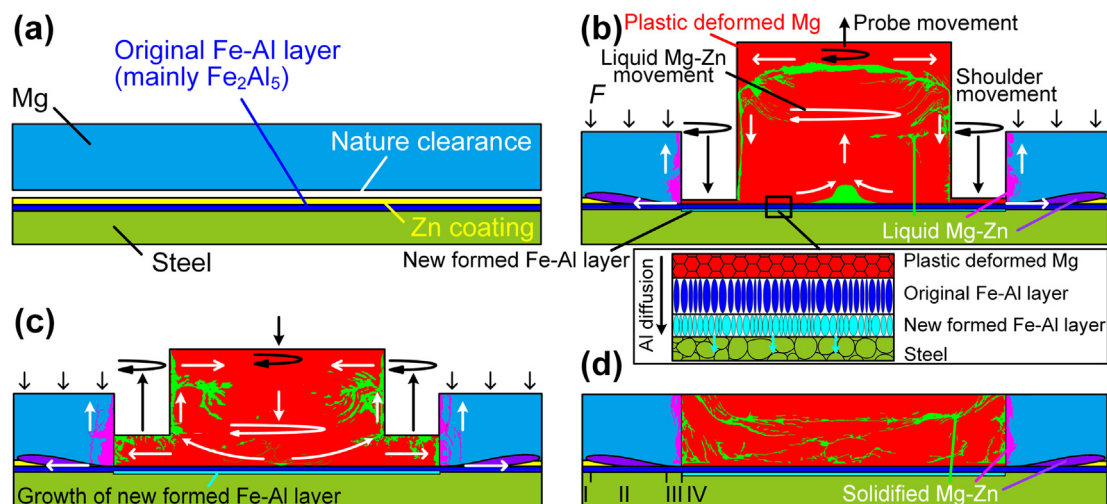 (a)
Original Fe-Al layer
(mainly Fe₂Al₅)
Mg
Nature clearance
Zn coating
Steel
(b)
Plastic deformed Mg
Probe movement
Liquid Mg-Zn
movement
Shoulder
movement
F
Liquid Mg-Zn
New formed Fe-Al layer
Al diffusion
Plastic deformed Mg
Original Fe-Al layer
New formed Fe-Al layer
Steel
(c)
Growth of new formed Fe-Al layer
(d)
I II III IV
Solidified Mg-Zn